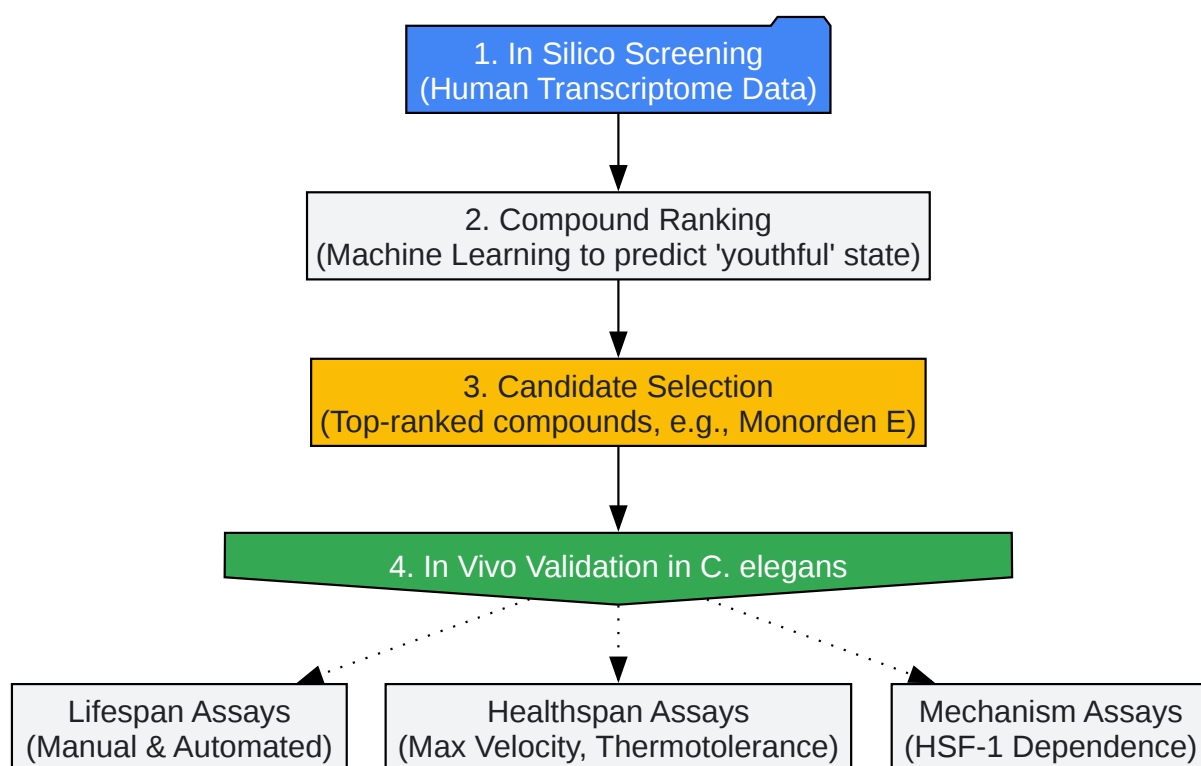 1. In Silico Screening
(Human Transcriptome Data)
2. Compound Ranking
(Machine Learning to predict 'youthful' state)
3. Candidate Selection
(Top-ranked compounds, e.g., Monorden E)
4. In Vivo Validation in C. elegans
Lifespan Assays
(Manual & Automated)
Healthspan Assays
(Max Velocity, Thermotolerance)
Mechanism Assays
(HSF-1 Dependence)